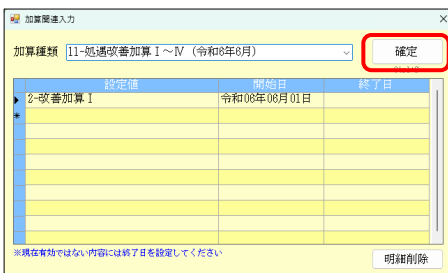 加算関連入力
加算種類 11-処遇改善加算Ⅰ～Ⅳ（令和6年6月） 確定
設定値 開始日 終了日
2-改善加算Ⅰ 令和06年06月01日
※現在有効ではない内容には終了日を設定してください
明細削除